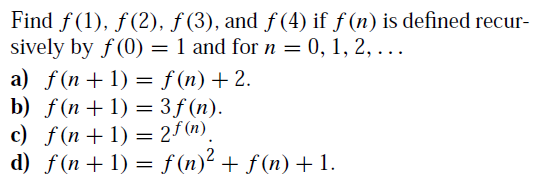 Find f(1), f(2), f(3), and f(4) if f(n) is defined recur-
sively by f(0) = 1 and for n = 0, 1, 2, ...
a) f(n + 1) = f(n) + 2.
b) f(n + 1) = 3f(n).
c) f(n + 1) = 2^{f(n)}.
d) f(n + 1) = f(n)² + f(n) + 1.